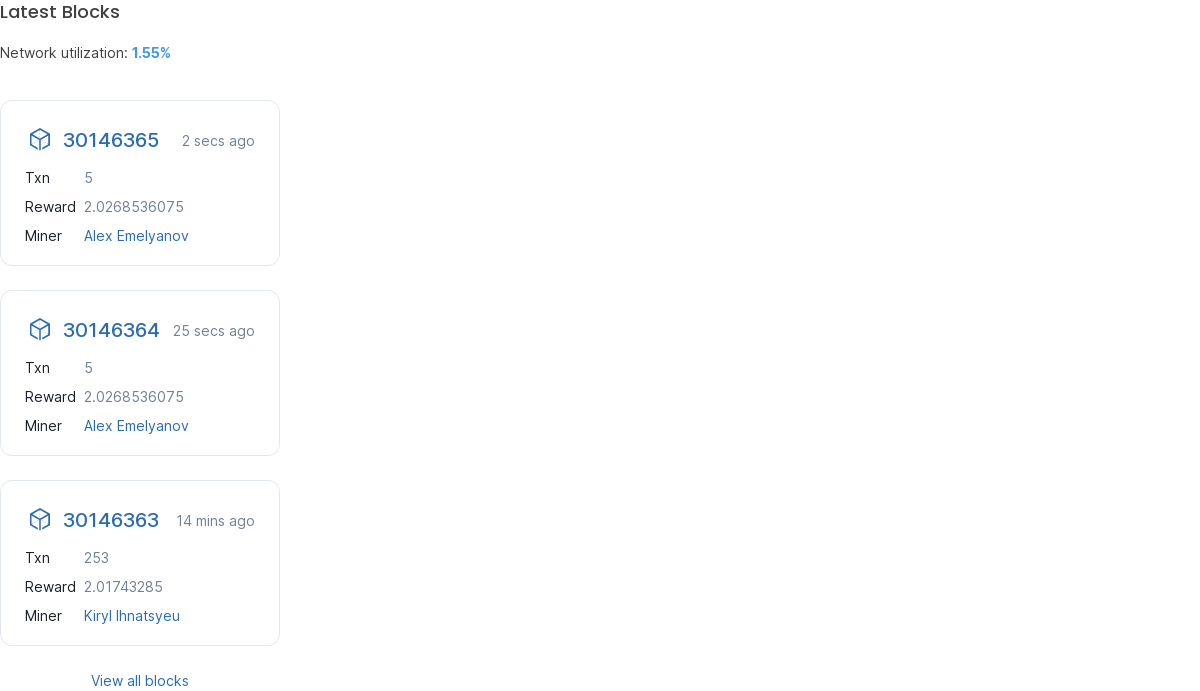 Latest Blocks
Network utilization: 1.55%
30146365 2 secs ago
Txn 5
Reward 2.0268536075
Miner Alex Emelyanov
30146364 25 secs ago
Txn 5
Reward 2.0268536075
Miner Alex Emelyanov
30146363 14 mins ago
Txn 253
Reward 2.01743285
Miner Kiryl Ihnatsyeu
View all blocks